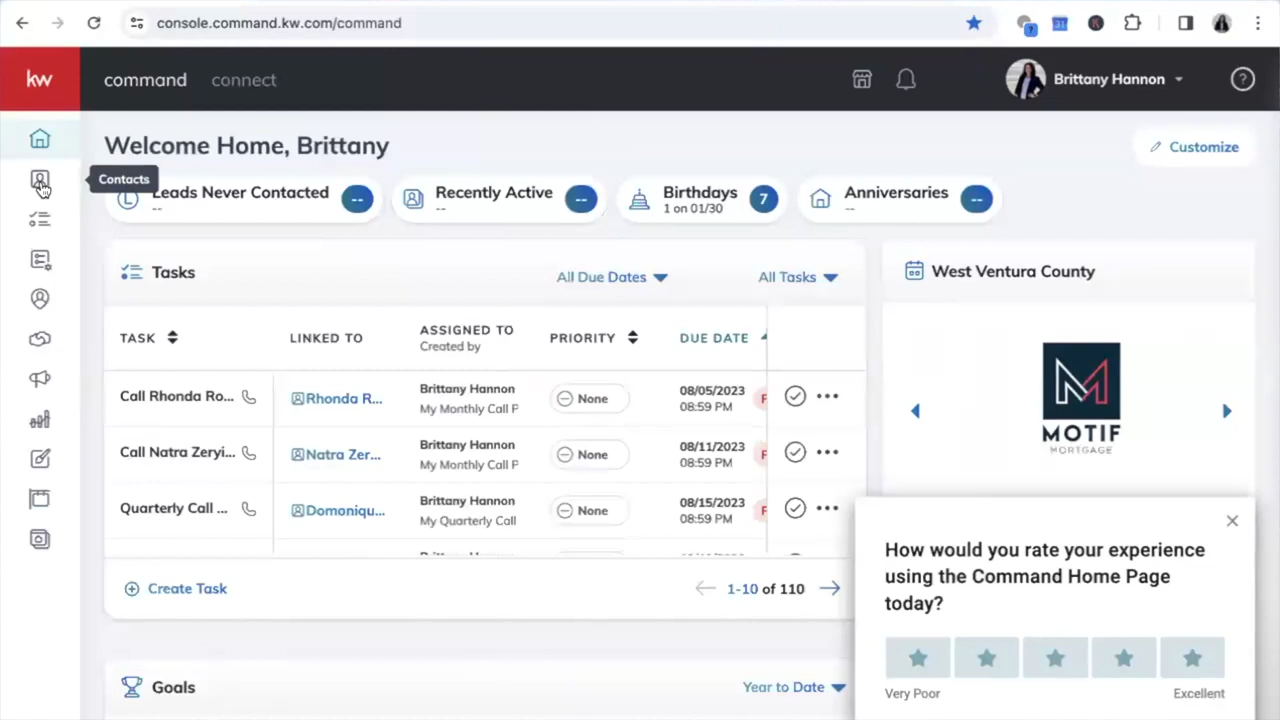 console.command.kw.com/command
kw
command
connect
Brittany Hannon
Welcome Home, Brittany
Customize
Contacts
Leads Never Contacted
--
--
Recently Active
--
--
Birthdays
1 on 01/30
7
Anniversaries
--
--
Tasks
All Due Dates
All Tasks
TASK
LINKED TO
ASSIGNED TO
Created by
PRIORITY
DUE DATE
Call Rhonda Ro...
Rhonda R...
Brittany Hannon
My Monthly Call P
None
08/05/2023
08:59 PM
Call Natra Zeryi...
Natra Zer...
Brittany Hannon
My Monthly Call P
None
08/11/2023
08:59 PM
Quarterly Call ...
Domoniqu...
Brittany Hannon
My Quarterly Call
None
08/15/2023
08:59 PM
Create Task
1-10 of 110
Goals
Year to Date
West Ventura County
MOTIF
MORTGAGE
How would you rate your experience
using the Command Home Page
today?
Very Poor
Excellent